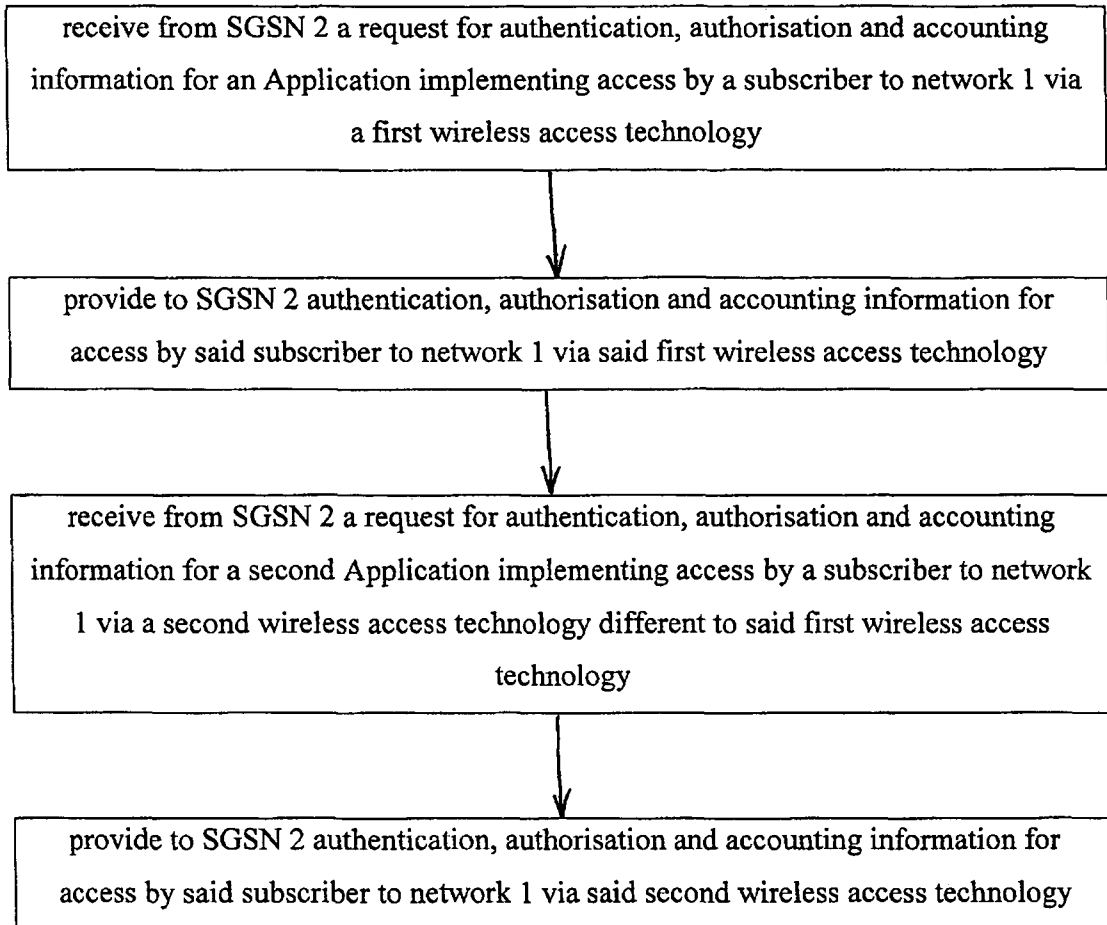 receive from SGSN 2 a request for authentication, authorisation and accounting
information for an Application implementing access by a subscriber to network 1 via
a first wireless access technology
provide to SGSN 2 authentication, authorisation and accounting information for
access by said subscriber to network 1 via said first wireless access technology
receive from SGSN 2 a request for authentication, authorisation and accounting
information for a second Application implementing access by a subscriber to network
1 via a second wireless access technology different to said first wireless access
technology
provide to SGSN 2 authentication, authorisation and accounting information for
access by said subscriber to network 1 via said second wireless access technology